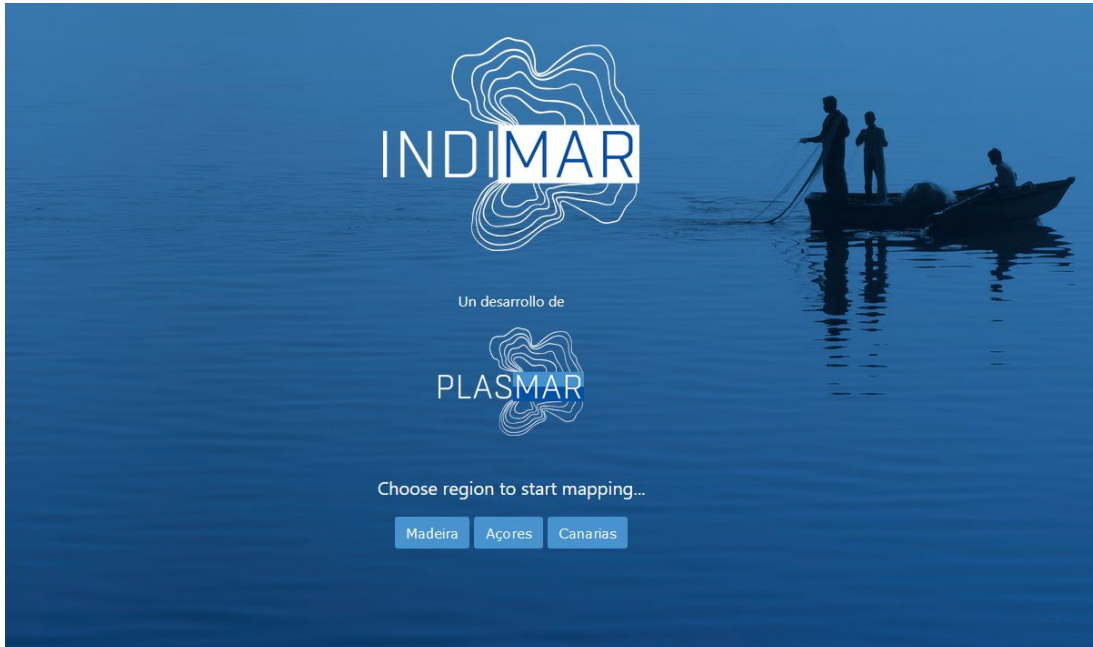 INDIMAR
Un desarrollo de
PLASMAR
Choose region to start mapping...
Madeira Açores Canarias